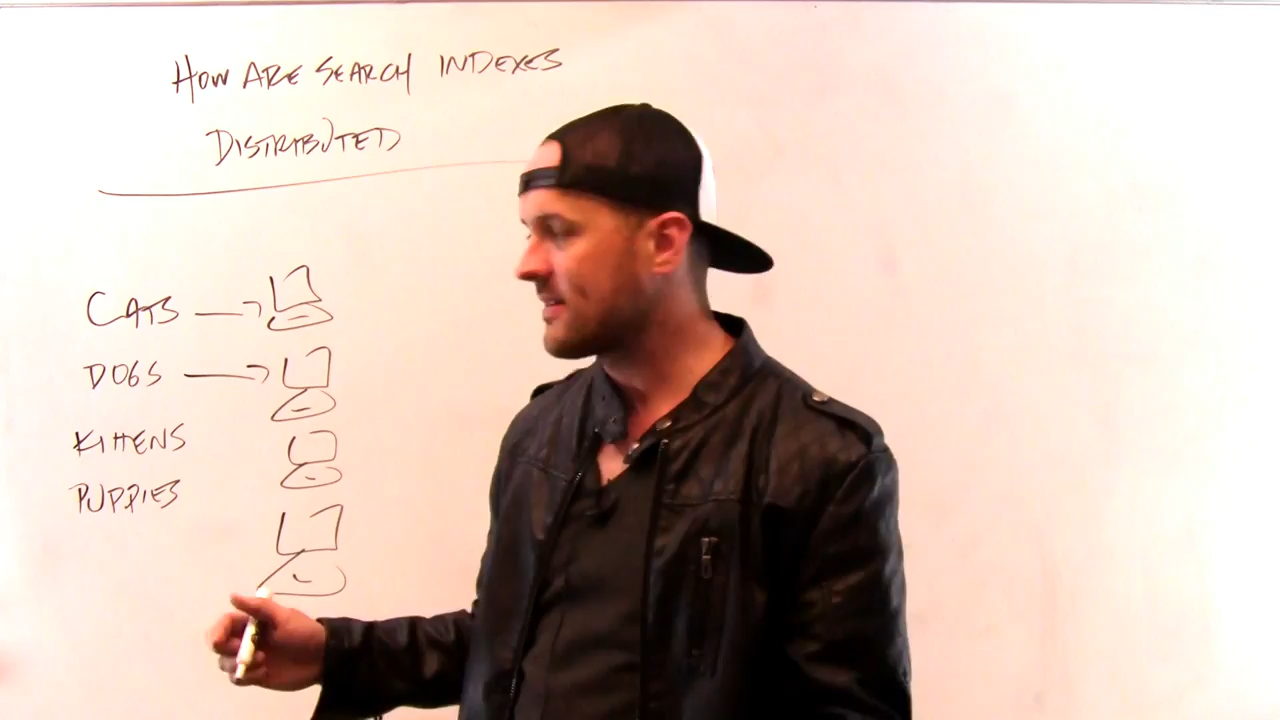 HOW ARE SEARCH INDEXES
DISTRIBUTED
CATS
DOGS
KITTENS
PUPPIES